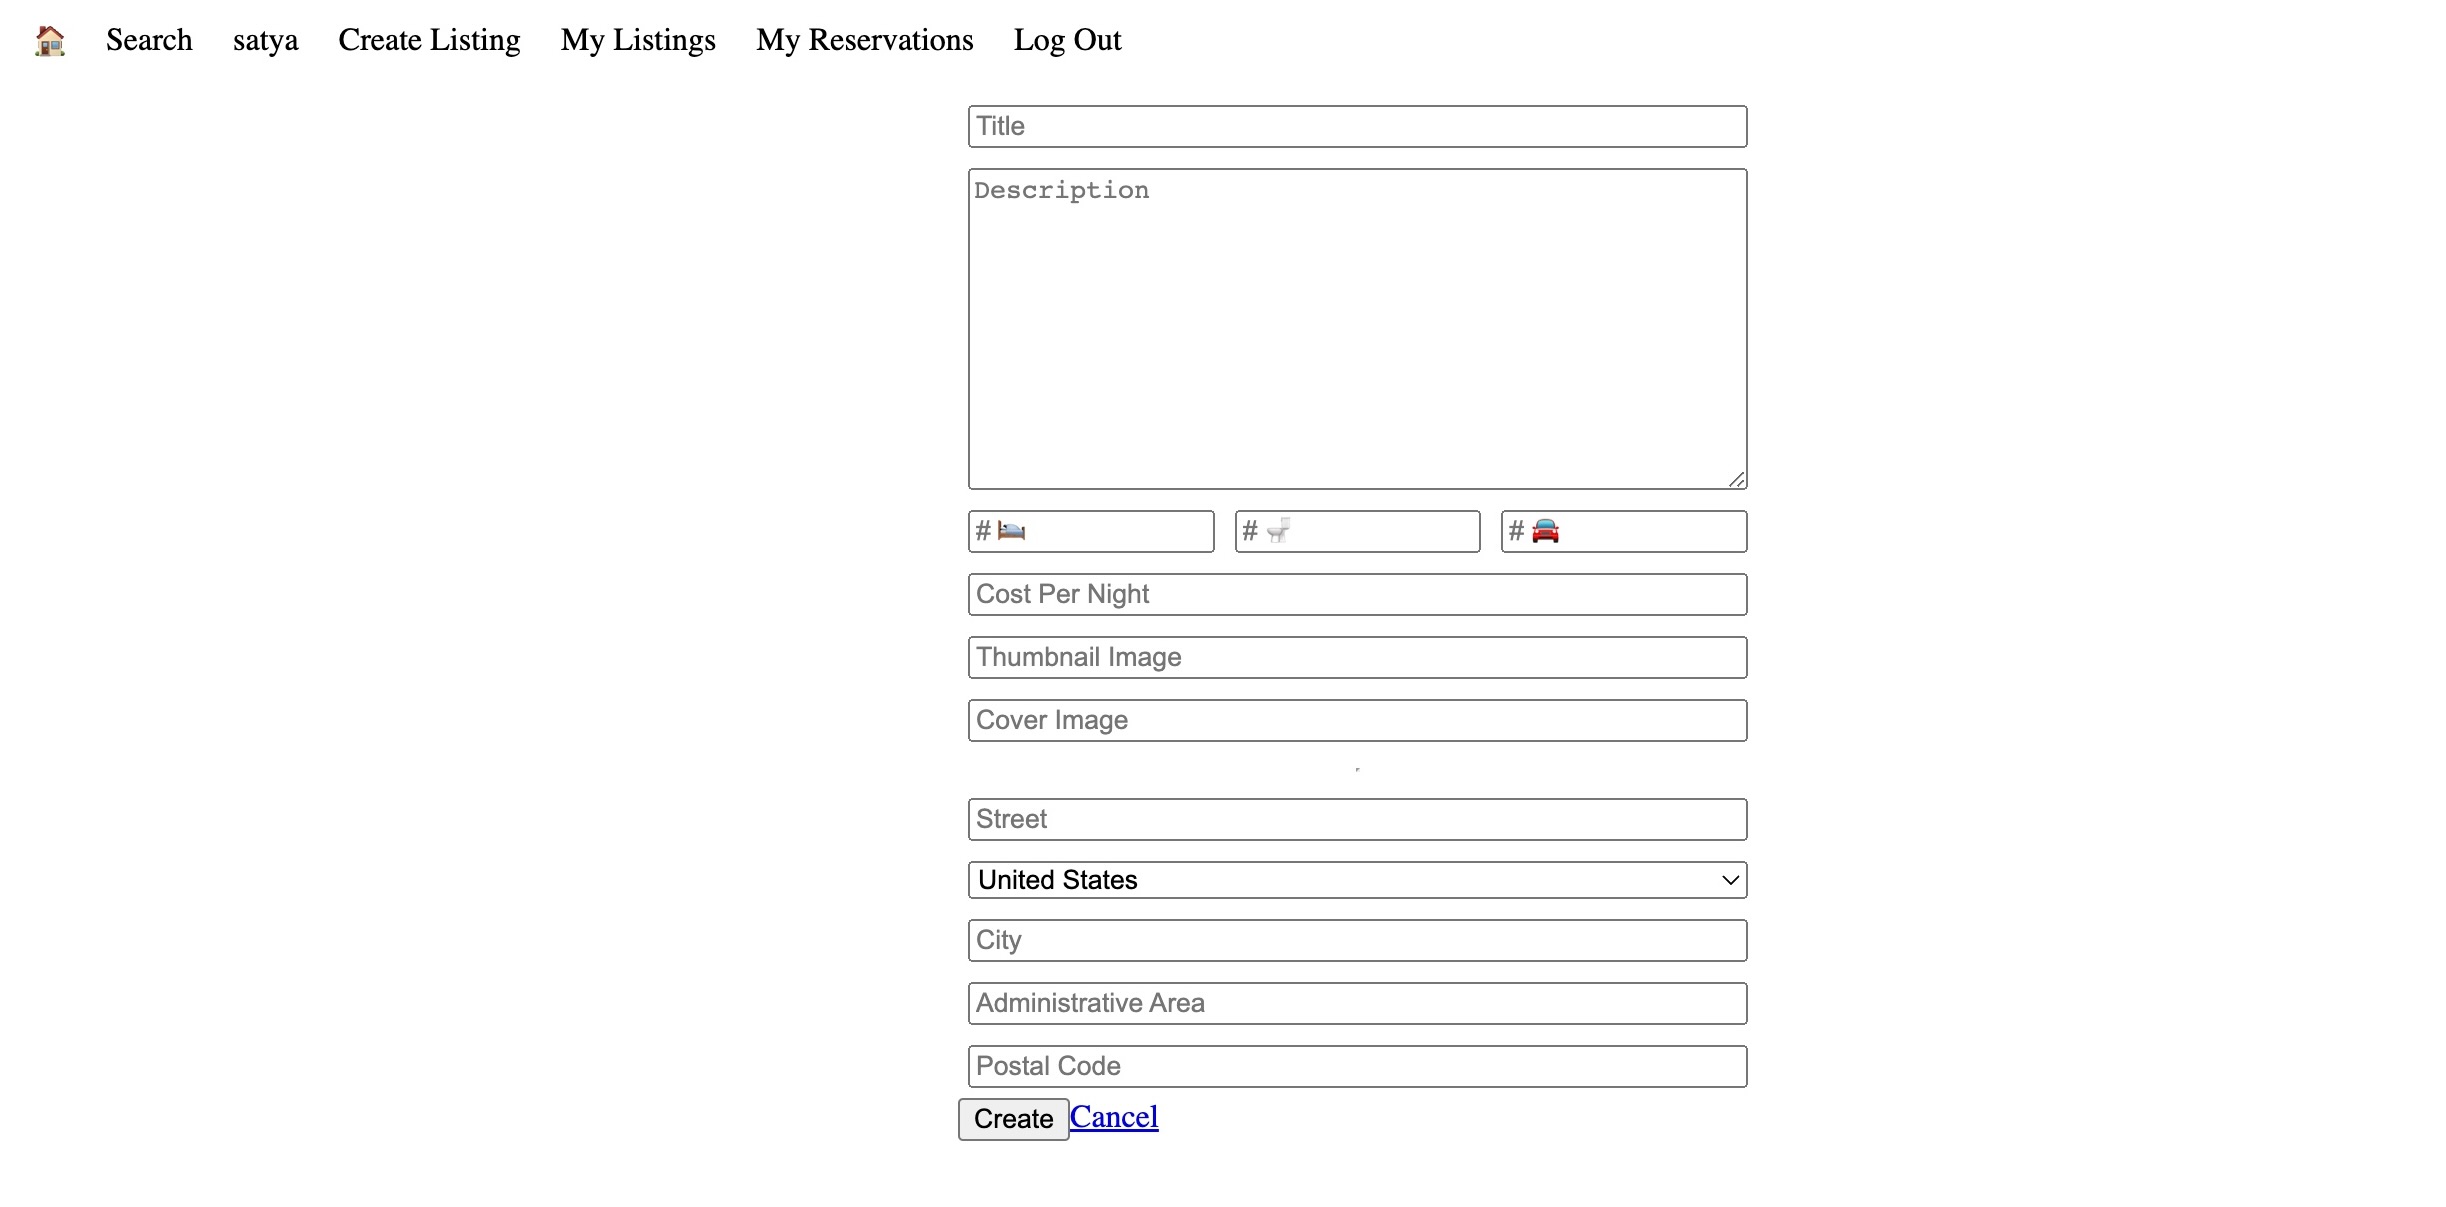 🏠 Search satya Create Listing My Listings My Reservations Log Out
Title
Description
# 🛌 # 🚽 # 🚘
Cost Per Night
Thumbnail Image
Cover Image
Street
United States
City
Administrative Area
Postal Code
Create Cancel